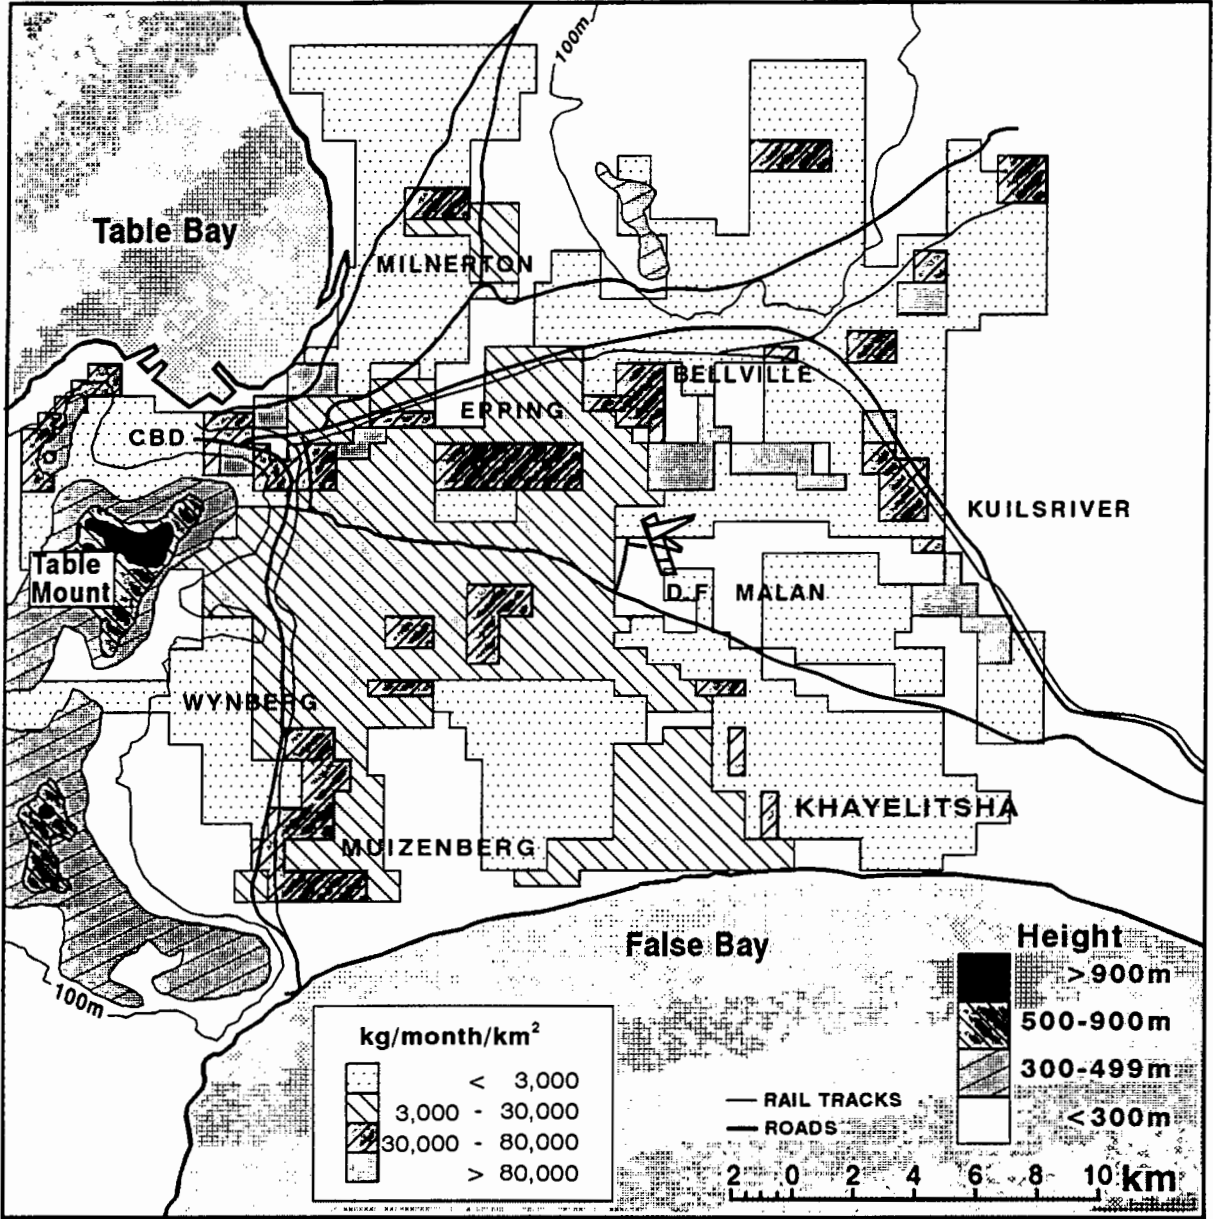 100m
Table Bay
MILNERTON
BELLVILLE
EPPING
CBD
KUILSRIVER
Table
Mount
D.F. MALAN
WYNBERG
KHAYELITSHA
MUIZENBERG
False Bay
Height
>900m
500-900m
300-499m
<300m
100m
kg/month/km²
< 3,000
3,000 - 30,000
30,000 - 80,000
> 80,000
RAIL TRACKS
ROADS
2 0 2 4 6 8 10 km